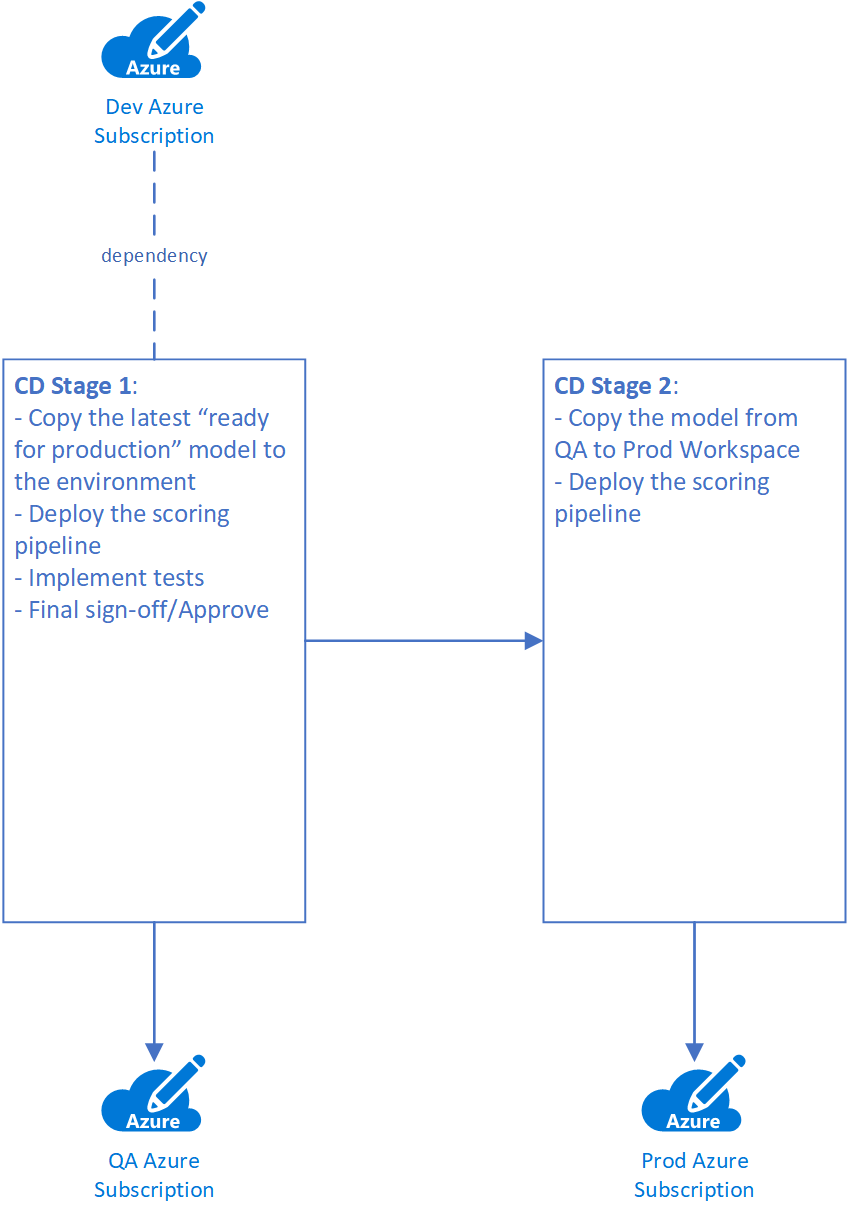 Azure
Dev Azure
Subscription
dependency
CD Stage 1:
- Copy the latest “ready
for production” model to
the environment
- Deploy the scoring
pipeline
- Implement tests
- Final sign-off/Approve
CD Stage 2:
- Copy the model from
QA to Prod Workspace
- Deploy the scoring
pipeline
Azure
QA Azure
Subscription
Azure
Prod Azure
Subscription